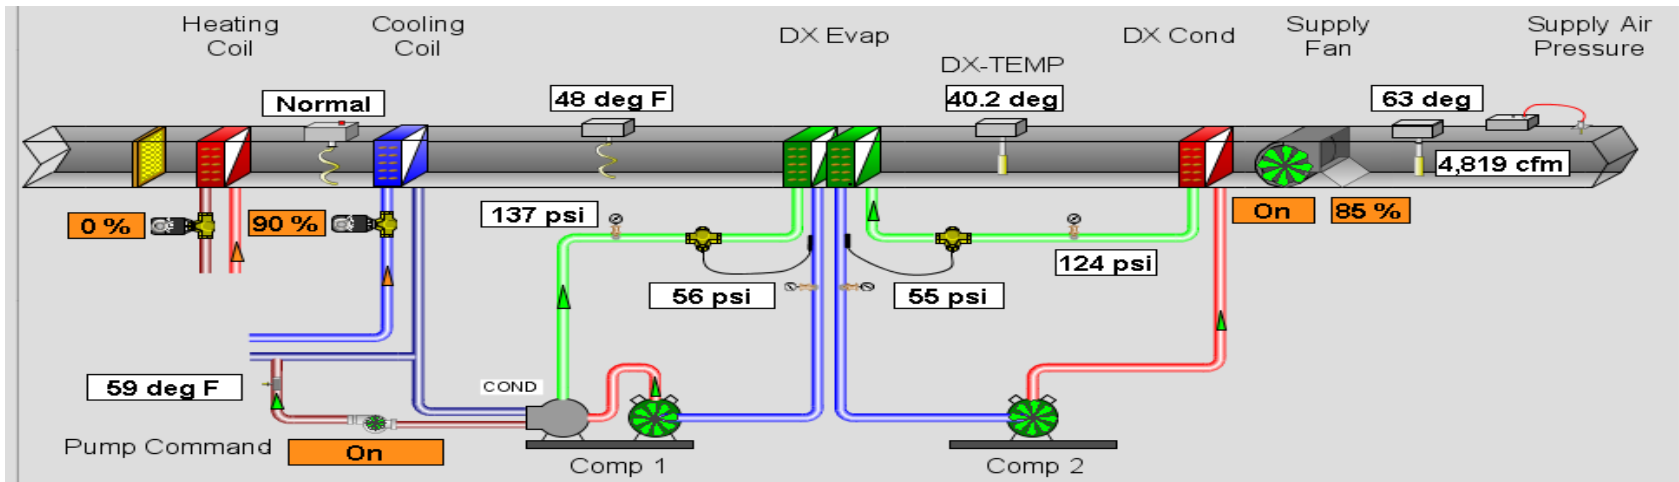 Heating
Coil
Cooling
Coil
DX Evap
DX Cond
Supply
Fan
Supply Air
Pressure
DX-TEMP
Normal
48 deg F
40.2 deg
63 deg
4,819 cfm
0 %
90 %
137 psi
On
85 %
124 psi
56 psi
55 psi
59 deg F
COND
Pump Command
On
Comp 1
Comp 2